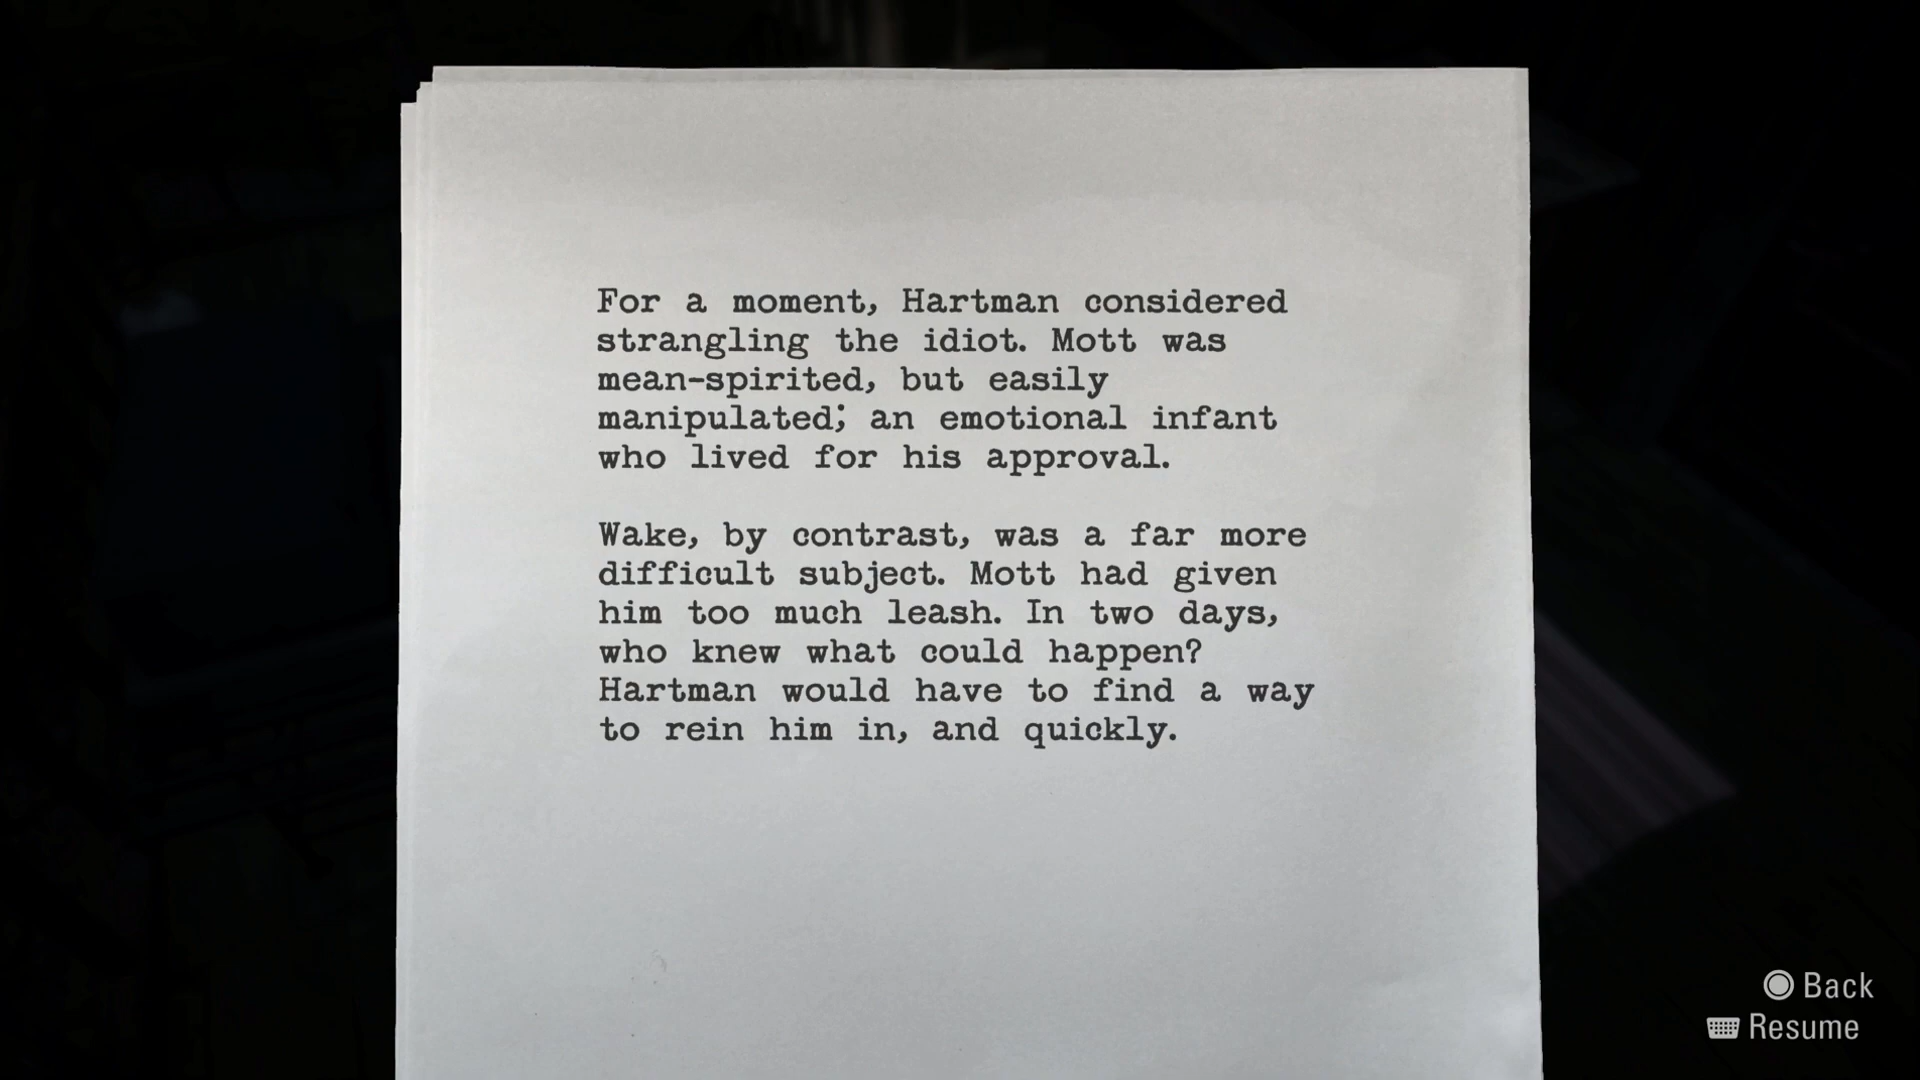 For a moment, Hartman considered
strangling the idiot. Mott was
mean-spirited, but easily
manipulated; an emotional infant
who lived for his approval.
Wake, by contrast, was a far more
difficult subject. Mott had given
him too much leash. In two days,
who knew what could happen?
Hartman would have to find a way
to rein him in, and quickly.
Back
Resume